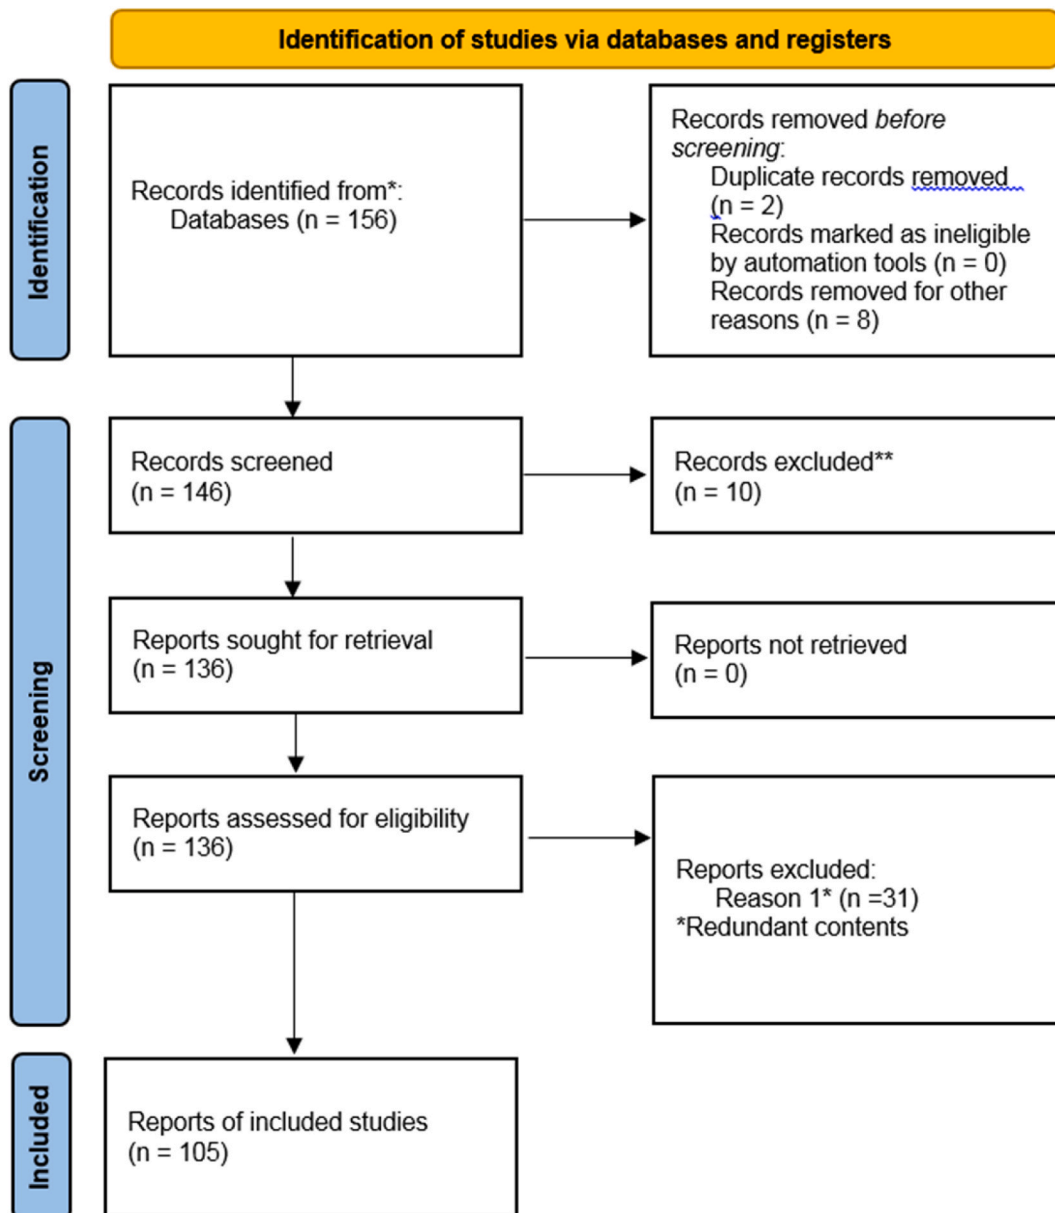 Identification of studies via databases and registers
Identification
Records identified from*:
Databases (n = 156)
Records removed before
screening:
Duplicate records removed
(n = 2)
Records marked as ineligible
by automation tools (n = 0)
Records removed for other
reasons (n = 8)
Screening
Records screened
(n = 146)
Records excluded**
(n = 10)
Reports sought for retrieval
(n = 136)
Reports not retrieved
(n = 0)
Reports assessed for eligibility
(n = 136)
Reports excluded:
Reason 1* (n =31)
*Redundant contents
Included
Reports of included studies
(n = 105)